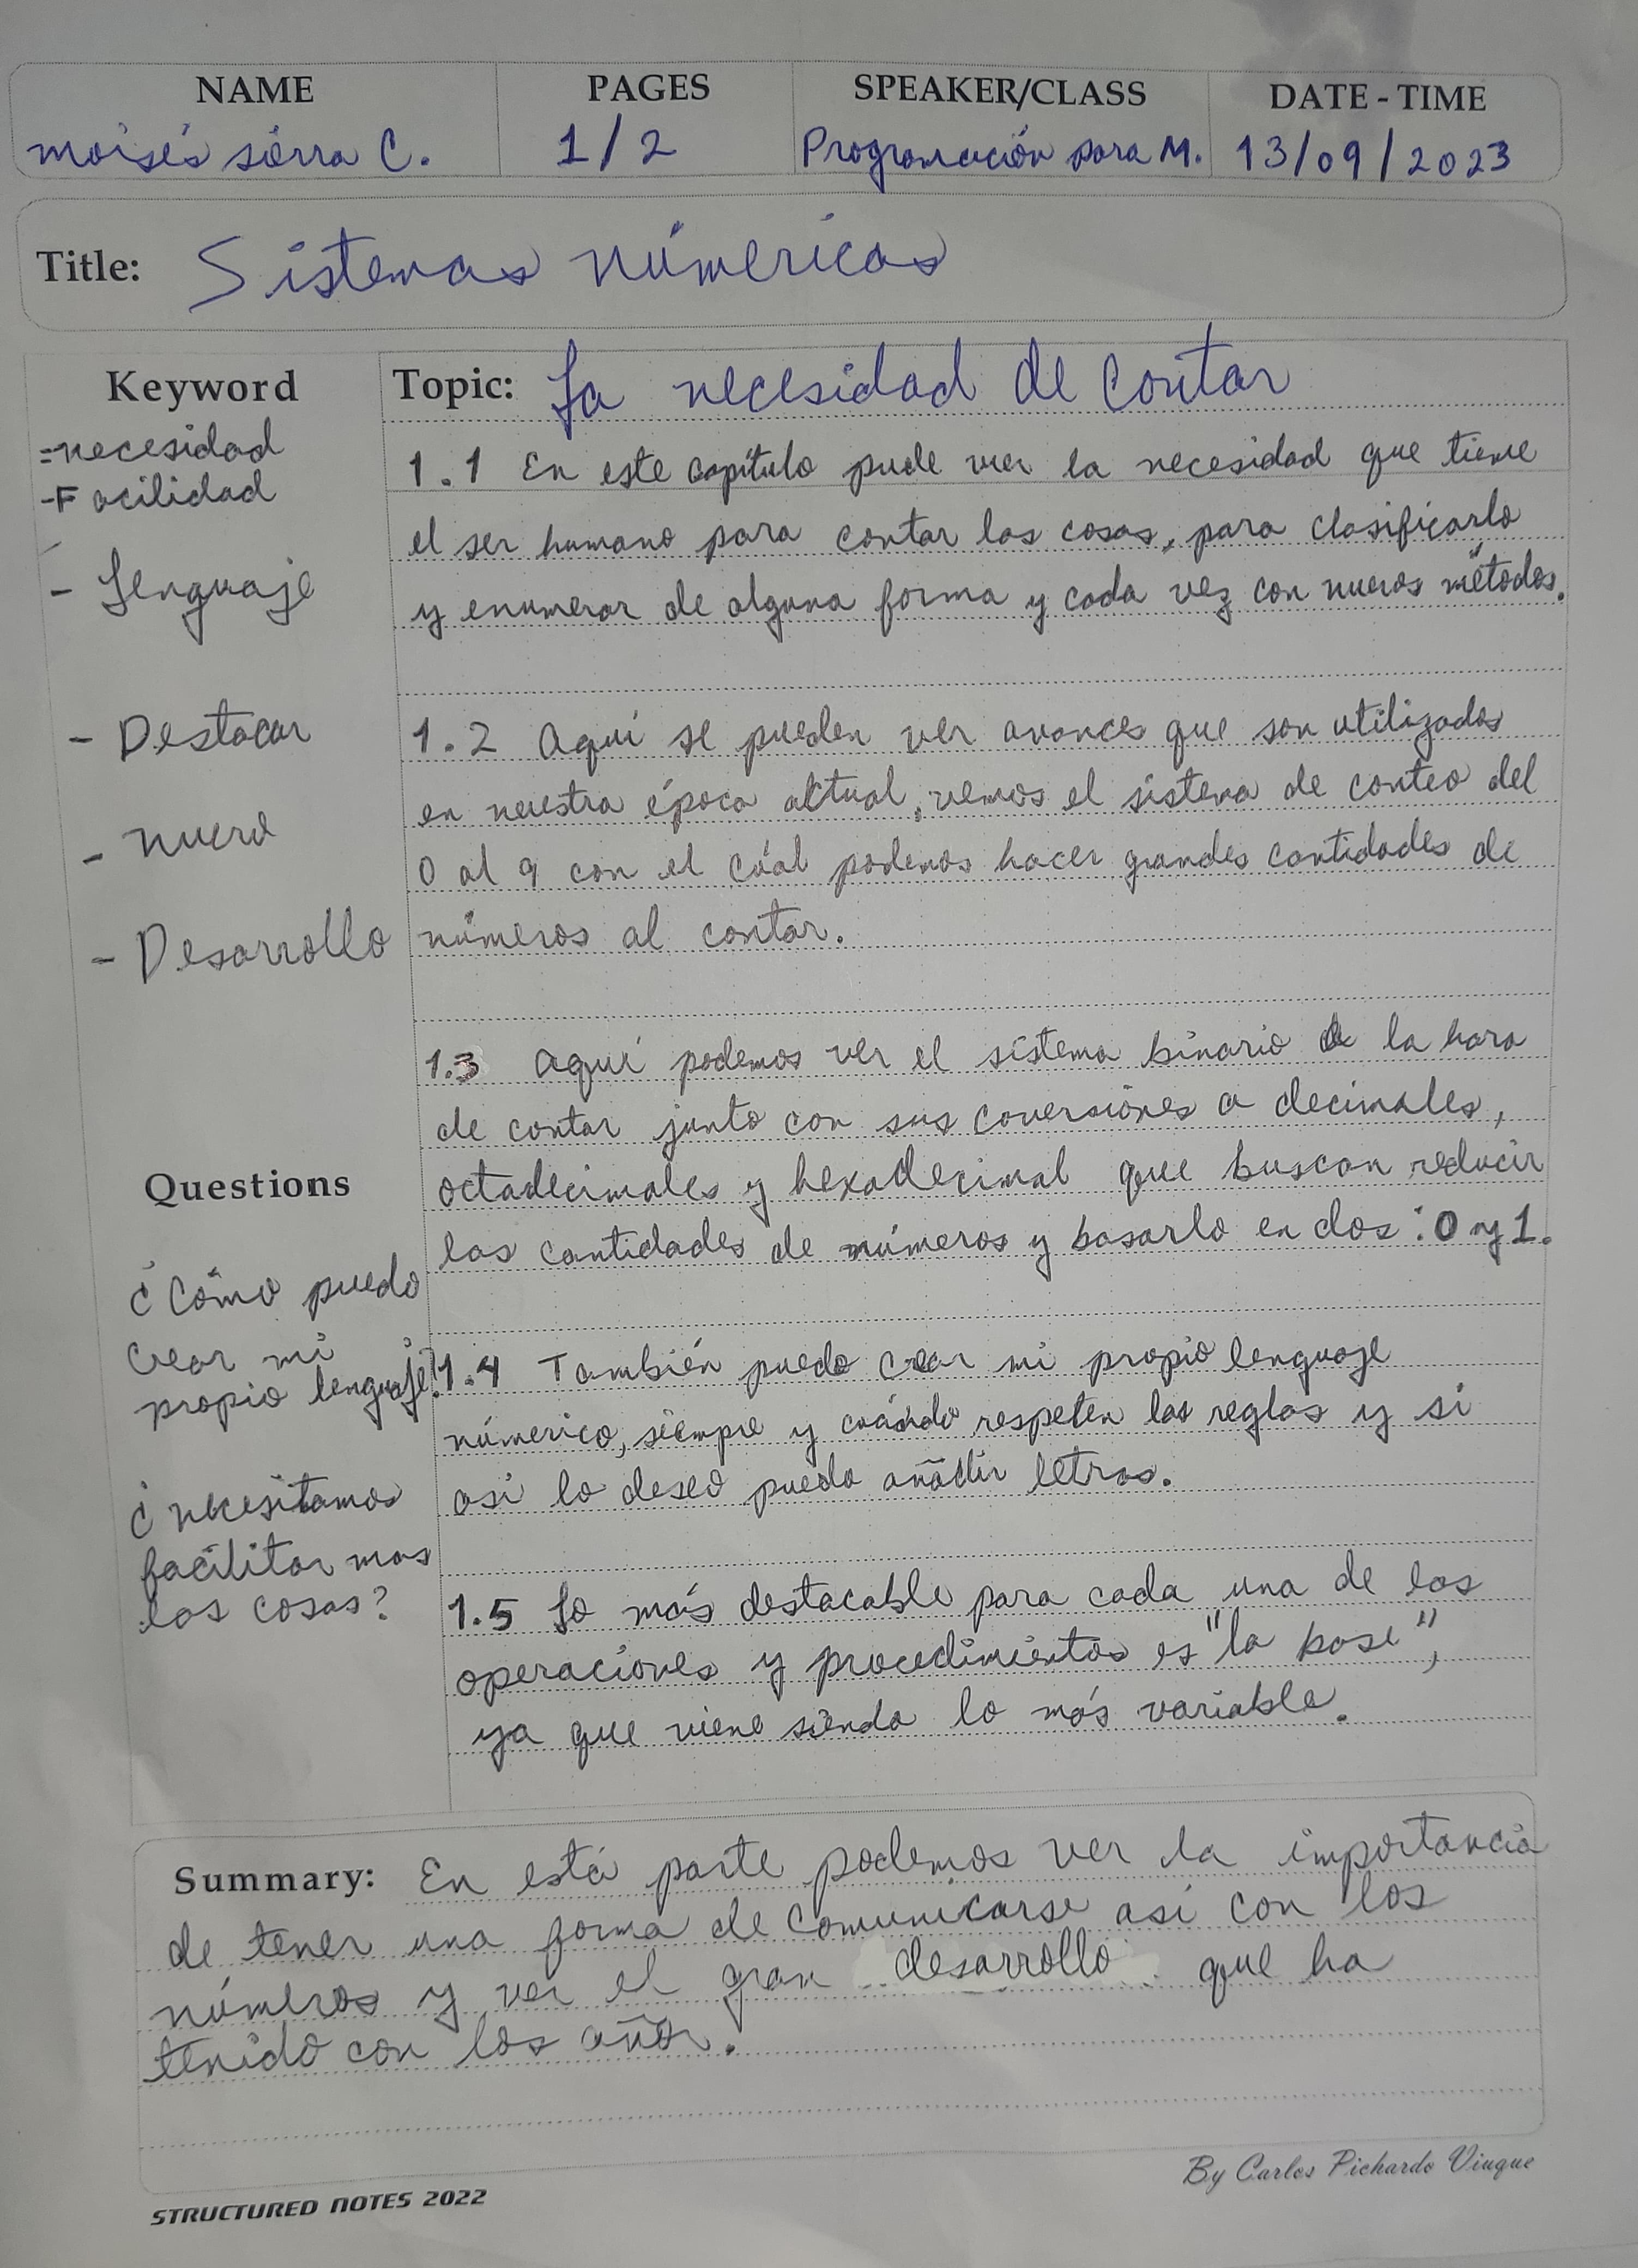 NAME PAGES SPEAKER/CLASS DATE-TIME
moisés sierra C. 1/2 Programación para M. 13/09/2023
Title: Sistemas númericos
Keyword
=necesidad
-Facilidad
- Lenguaje
- Destacar
- nuevo
- Desarrollo
Topic: La necesidad de contar
1.1 En este capítulo pude ver la necesidad que tiene
el ser humano para contar las cosas, para clasificarlo
y enumerar de alguna forma y cada vez con nuevos métodos.
1.2 Aquí se pueden ver avances que son utilizados
en neustra época actual, vemos el sistema de conteo del
0 al 9 con el cúal podemos hacer grandes cantidades de
números al contar.
1.3 Aquí podemos ver el sistema binario a la hora
de contar junto con sus coversiones a decimales,
octadecimales y hexadecimal que buscan reducir
las cantidades de números y basarlo en dos: 0 y 1.
1.4 También puedo crear mi propio lenguaje
númerico, siempre y cuándo respeten las reglas y si
asi lo deseo puedo añadir letras.
1.5 Lo más destacable para cada una de las
operaciones y procedimientos es "la base",
ya que viene siendo lo más variable.
Questions
¿Cómo puedo
crear mi
propio lenguaje?
¿necesitamos
facilitar mas
las cosas?
Summary: En está parte podemos ver la importancia
de tener una forma de comunicarse asi con los
números y ver el gran desarrollo que ha
tenido con los años.
By Carlos Pichardo Viuque
STRUCTURED NOTES 2022